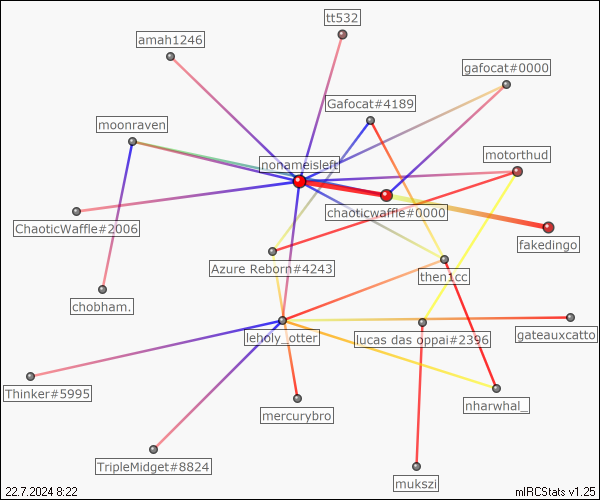 tt532
amah1246
gafocat#0000
Gafocat#4189
moonraven
motorthud
nonameisleft
chaoticwaffle#0000
ChaoticWaffle#2006
fakedingo
Azure Reborn#4243
then1cc
chobham.
leholy_otter
lucas das oppai#2396
gateauxcatto
Thinker#5995
nharwhal_
mercurybro
TripleMidget#8824
mukszi
22.7.2024 8:22
mIRCStats v1.25